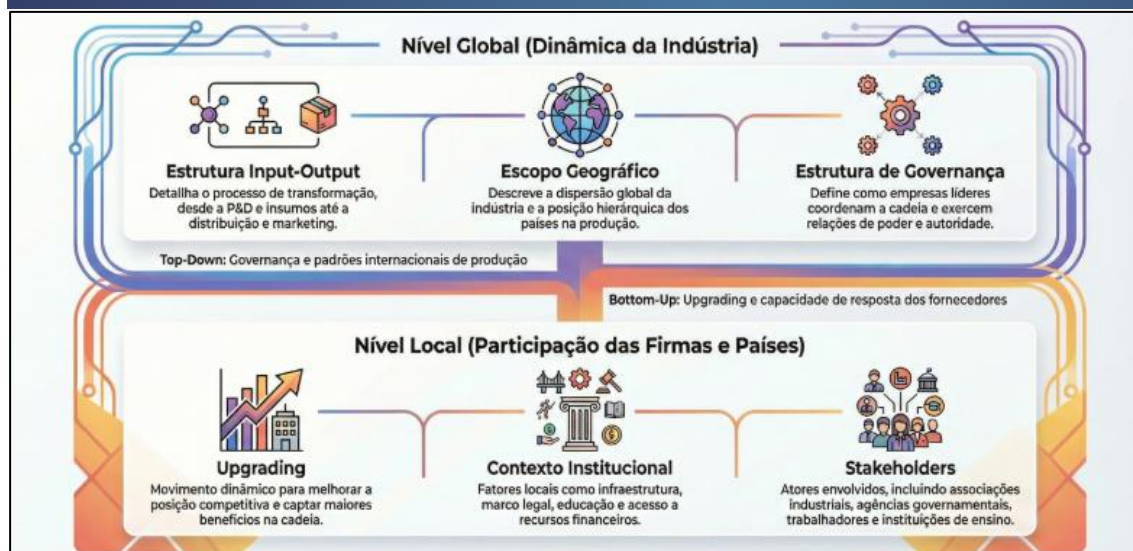 Nível Global (Dinâmica da Indústria)
Estrutura Input-Output
Detallha o processo de transformação,
desde a P&D e insumos até a
distribuição e marketing.
Escopo Geográfico
Descreve a dispersão global da
indústria e a posição hierárquica dos
países na produção.
Estrutura de Governança
Define como empresas líderes
coordenam a cadeia e exercem
relações de poder e autoridade.
Top-Down: Governança e padrões internacionais de produção
Bottom-Up: Upgrading e capacidade de resposta dos fornecedores
Nível Local (Participação das Firmas e Países)
Upgrading
Movimento dinâmico para melhorar a
posição competitiva e captar maiores
benefícios na cadeia.
Contexto Institucional
Fatores locais como infraestrutura,
marco legal, educação e acesso a
recursos financeiros.
Stakeholders
Atores envolvidos, incluindo associações
industriais, agências governamentais,
trabalhadores e instituições de ensino.